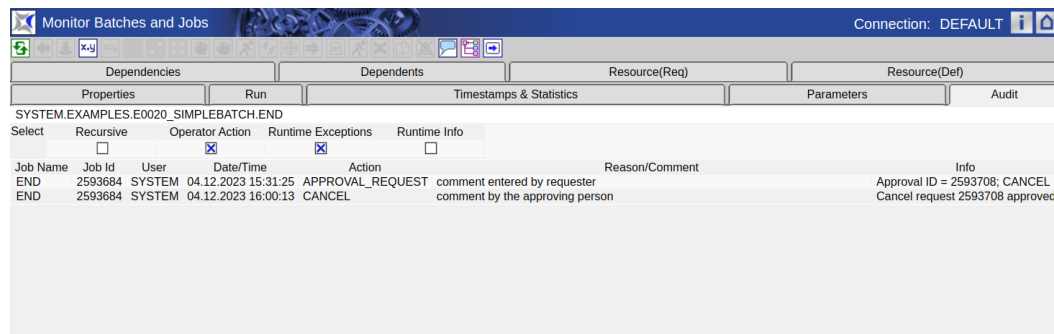 Monitor Batches and Jobs Connection: DEFAULT
Dependencies Dependents Resource(Req) Resource(Def)
Properties Run Timestamps & Statistics Parameters Audit
SYSTEM.EXAMPLES.E0020_SIMPLEBATCH.END
Select Recursive Operator Action Runtime Exceptions Runtime Info
Job Name Job Id User Date/Time Action Reason/Comment Info
END 2593684 SYSTEM 04.12.2023 15:31:25 APPROVAL_REQUEST comment entered by requester Approval ID = 2593708; CANCEL
END 2593684 SYSTEM 04.12.2023 16:00:13 CANCEL comment by the approving person Cancel request 2593708 approved